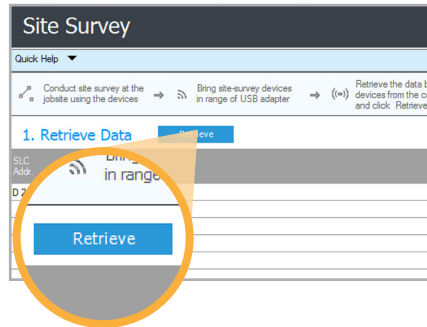 Site Survey
Quick Help
Conduct site survey at the
jobsite using the devices
Bring site-survey devices
in range of USB adapter
Retrieve the data b
devices from the co
and click Retrieve
1. Retrieve Data
Retrieve
SLC
Addr.
Bring
in range
D 2
Retrieve